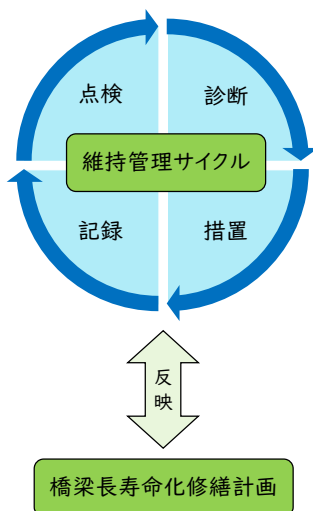 点検
診断
維持管理サイクル
記録
措置
反
映
橋梁長寿命化修繕計画